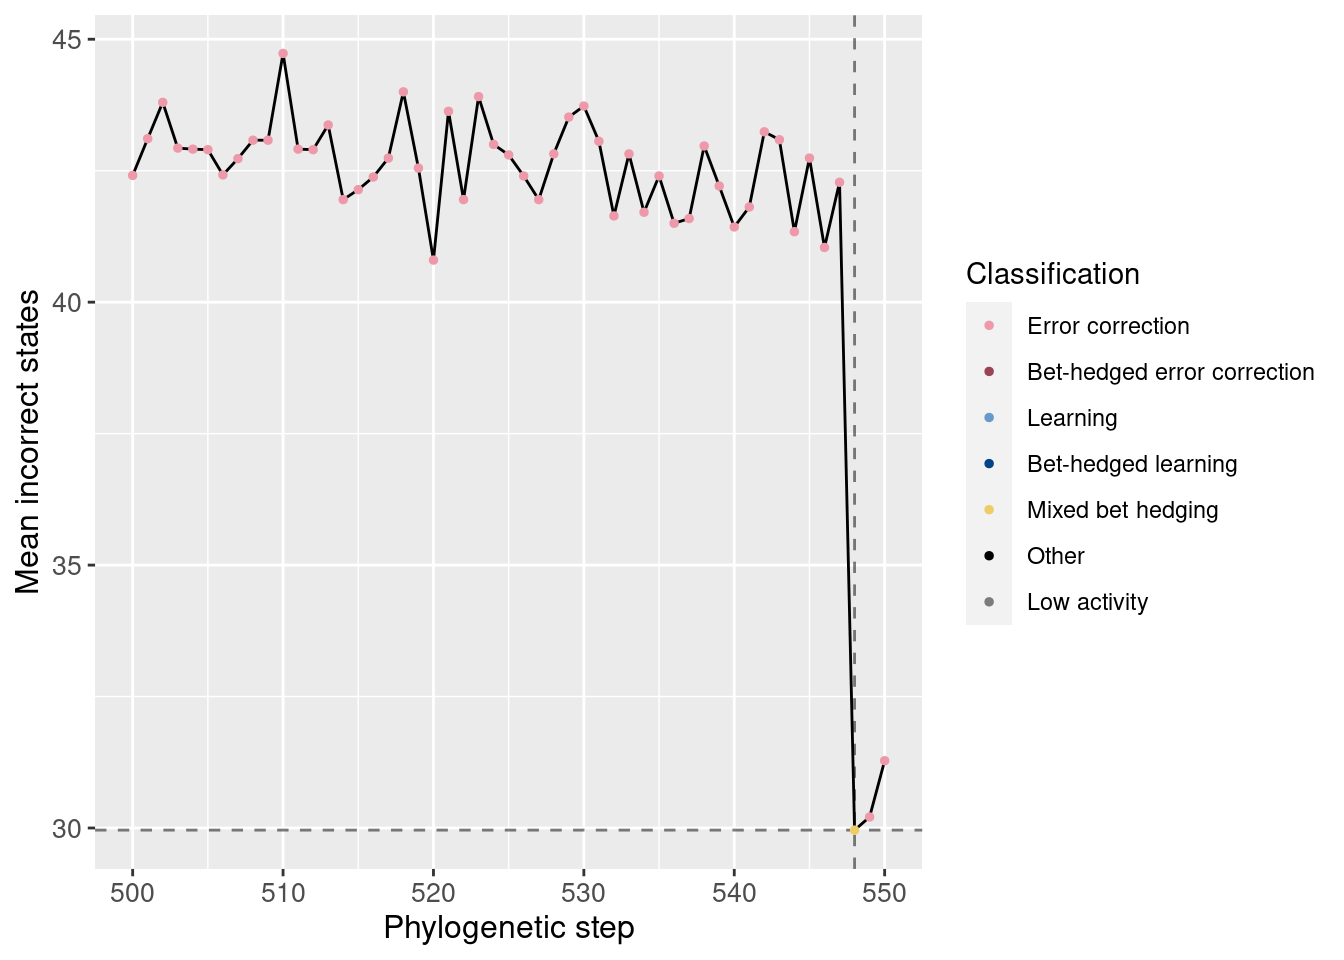 45
40
35
30
Mean incorrect states
500 510 520 530 540 550
Phylogenetic step
Classification
Error correction
Bet-hedged error correction
Learning
Bet-hedged learning
Mixed bet hedging
Other
Low activity